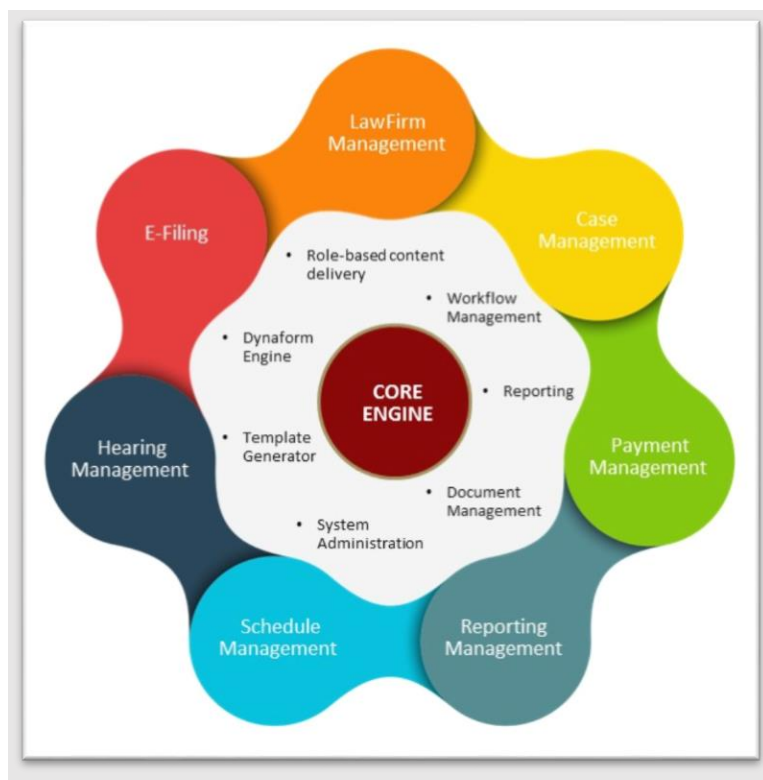 LawFirm
Management
Case
Management
Payment
Management
Reporting
Management
Schedule
Management
Hearing
Management
E-Filing
• Role-based content
delivery
• Workflow
Management
• Reporting
• Document
Management
• System
Administration
• Template
Generator
• Dynaform
Engine
CORE
ENGINE